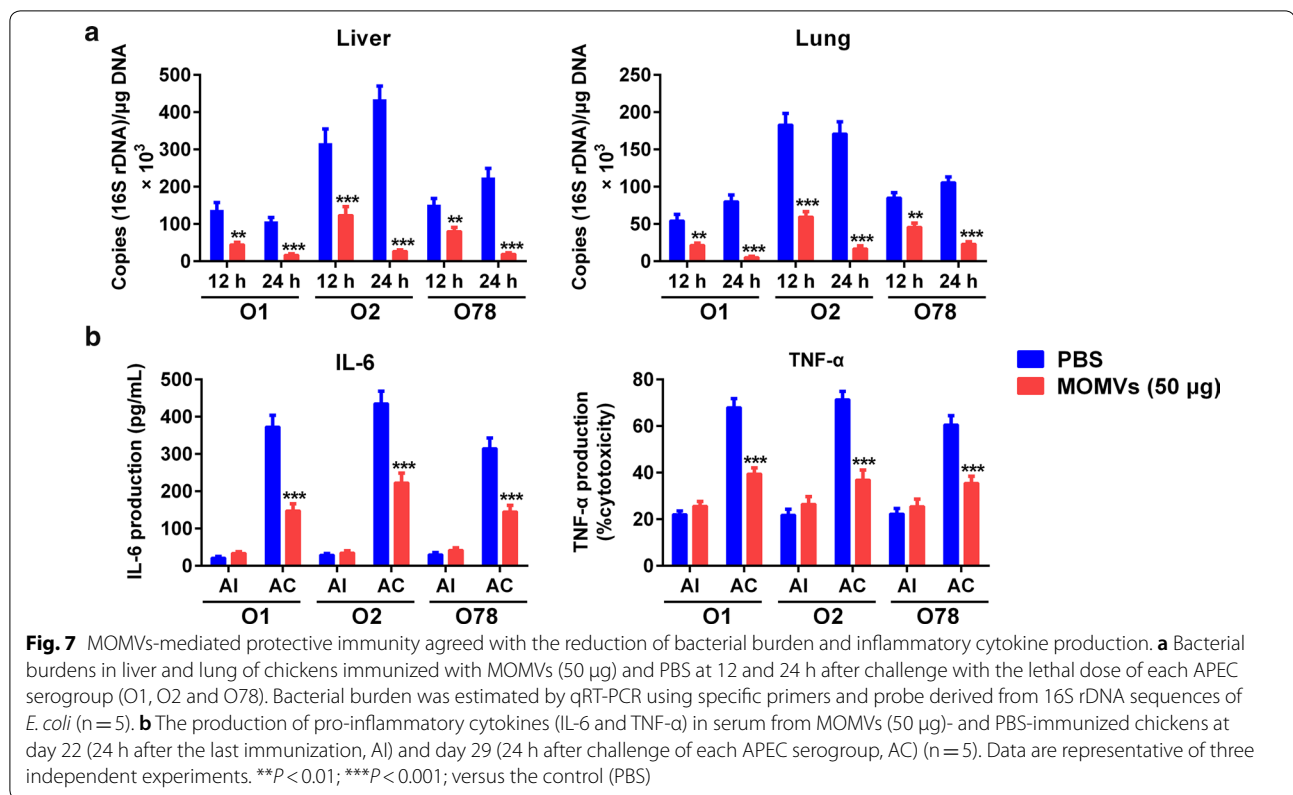 a
Liver
Copies (16S rDNA)/µg DNA
× 10³
500
400
300
200
100
0
** *** *** *** ** ***
12 h 24 h 12 h 24 h 12 h 24 h
O1 O2 O78
Lung
Copies (16S rDNA)/µg DNA
× 10³
250
200
150
100
50
0
** *** *** *** ** ***
12 h 24 h 12 h 24 h 12 h 24 h
O1 O2 O78
b
IL-6
IL-6 production (pg/mL)
500
400
300
200
100
0
*** *** ***
AI AC AI AC AI AC
O1 O2 O78
TNF-α
TNF-α production
(%cytotoxicity)
80
60
40
20
0
*** *** ***
AI AC AI AC AI AC
O1 O2 O78
PBS
MOMVs (50 µg)
Fig. 7 MOMVs-mediated protective immunity agreed with the reduction of bacterial burden and inflammatory cytokine production. a Bacterial
burdens in liver and lung of chickens immunized with MOMVs (50 µg) and PBS at 12 and 24 h after challenge with the lethal dose of each APEC
serogroup (O1, O2 and O78). Bacterial burden was estimated by qRT-PCR using specific primers and probe derived from 16S rDNA sequences of
E. coli (n = 5). b The production of pro-inflammatory cytokines (IL-6 and TNF-α) in serum from MOMVs (50 µg)- and PBS-immunized chickens at
day 22 (24 h after the last immunization, AI) and day 29 (24 h after challenge of each APEC serogroup, AC) (n = 5). Data are representative of three
independent experiments. **P < 0.01; ***P < 0.001; versus the control (PBS)